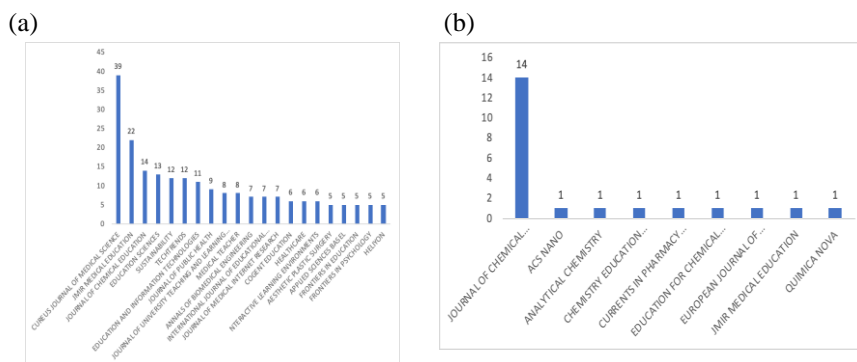 (a)
45
40
35
30
25
20
15
10
5
0
39
22
14
13
12
12
11
9
8
8
7
7
7
6
6
6
5
5
5
5
5
CUREUS JOURNAL OF MEDICAL SCIENCE
JMIR MEDICAL EDUCATION
JOURNAL OF CHEMICAL EDUCATION
EDUCATION SCIENCES
SUSTAINABILITY
TECHTRENDS
EDUCATION AND INFORMATION TECHNOLOGIES
JOURNAL OF PUBLIC HEALTH
JOURNAL OF UNIVERSITY TEACHING AND LEARNING...
MEDICAL TEACHER
ANNALS OF BIOMEDICAL ENGINEERING
INTERNATIONAL JOURNAL OF EDUCATIONAL...
JOURNAL OF MEDICAL INTERNET RESEARCH
COGENT EDUCATION
HEALTHCARE
NTERACTIVE LEARNING ENVIRONMENTS
AESTHETIC PLASTIC SURGERY
APPLIED SCIENCES BASEL
FRONTIERS IN EDUCATION
FRONTIERS IN PSYCHOLOGY
HELIYON
(b)
16
14
12
10
8
6
4
2
0
14
1
1
1
1
1
1
1
1
JOURNAL OF CHEMICAL...
ACS NANO
ANALYTICAL CHEMISTRY
CHEMISTRY EDUCATION...
CURRENTS IN PHARMACY...
EDUCATION FOR CHEMICAL...
EUROPEAN JOURNAL OF...
JMIR MEDICAL EDUCATION
QUIMICA NOVA